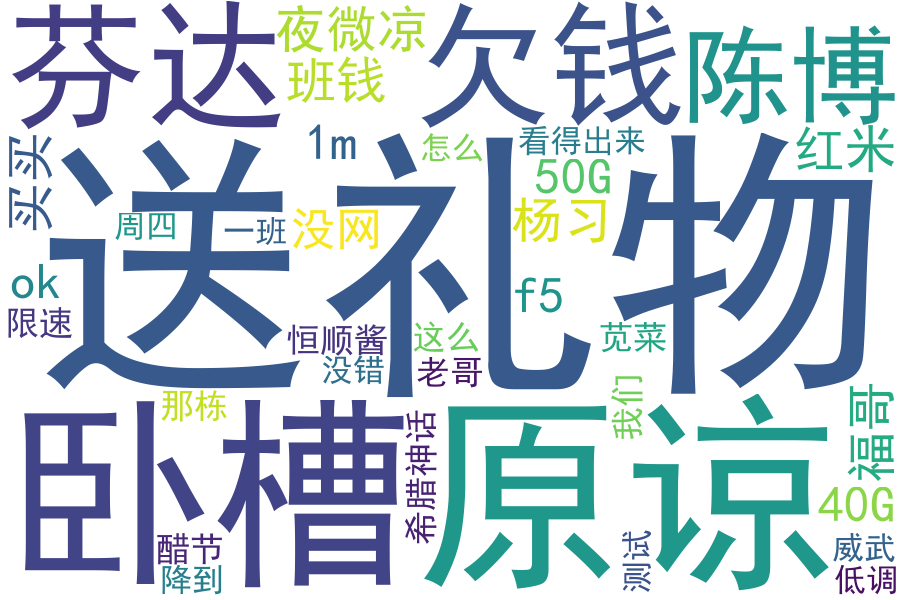 芬达
夜微凉
班钱
欠钱
陈博
买买
1m
怎么
看得出来
50G
红米
周四
一班
没网
杨习
送礼物
ok
f5
限速
恒顺酱
这么
苋菜
没错
老哥
那栋
我们
卧槽
希腊神话
原谅
福哥
40G
醋节
降到
测试
威武
低调